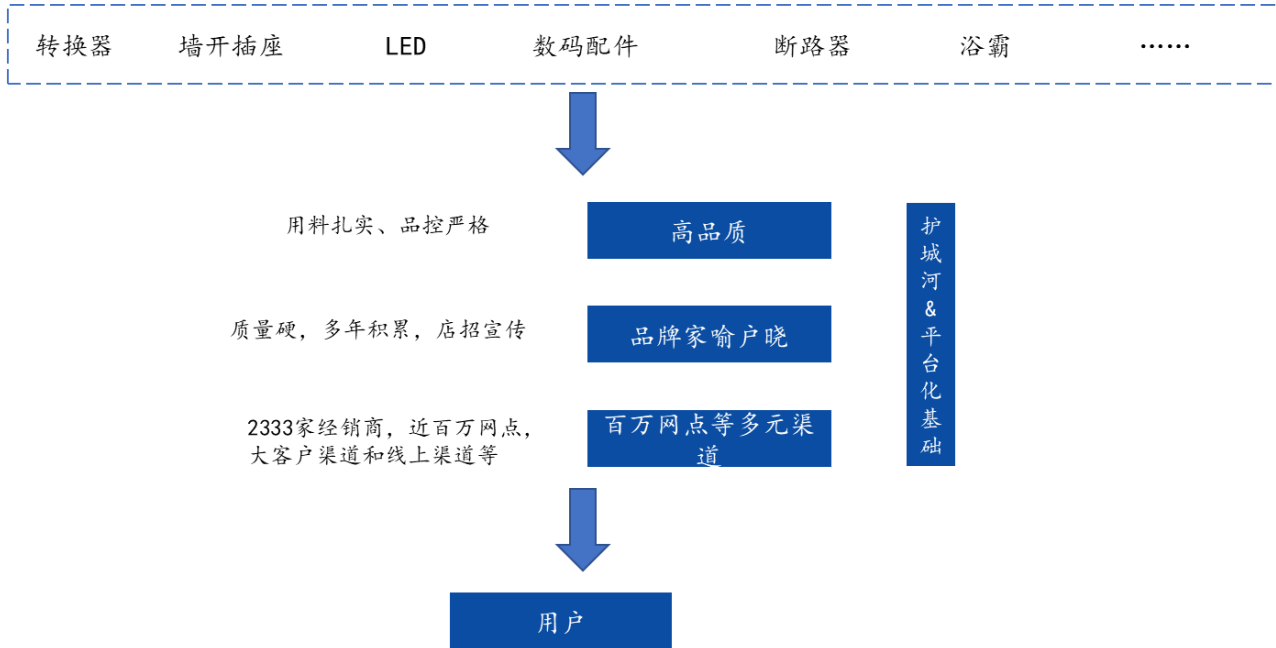 转换器 墙开插座 LED 数码配件 断路器 浴霸 ……
用料扎实、品控严格
高品质
质量硬，多年积累，店招宣传
品牌家喻户晓
2333家经销商，近百万网点，
大客户渠道和线上渠道等
百万网点等多元渠
道
护
城
河
&
平
台
化
基
础
用户